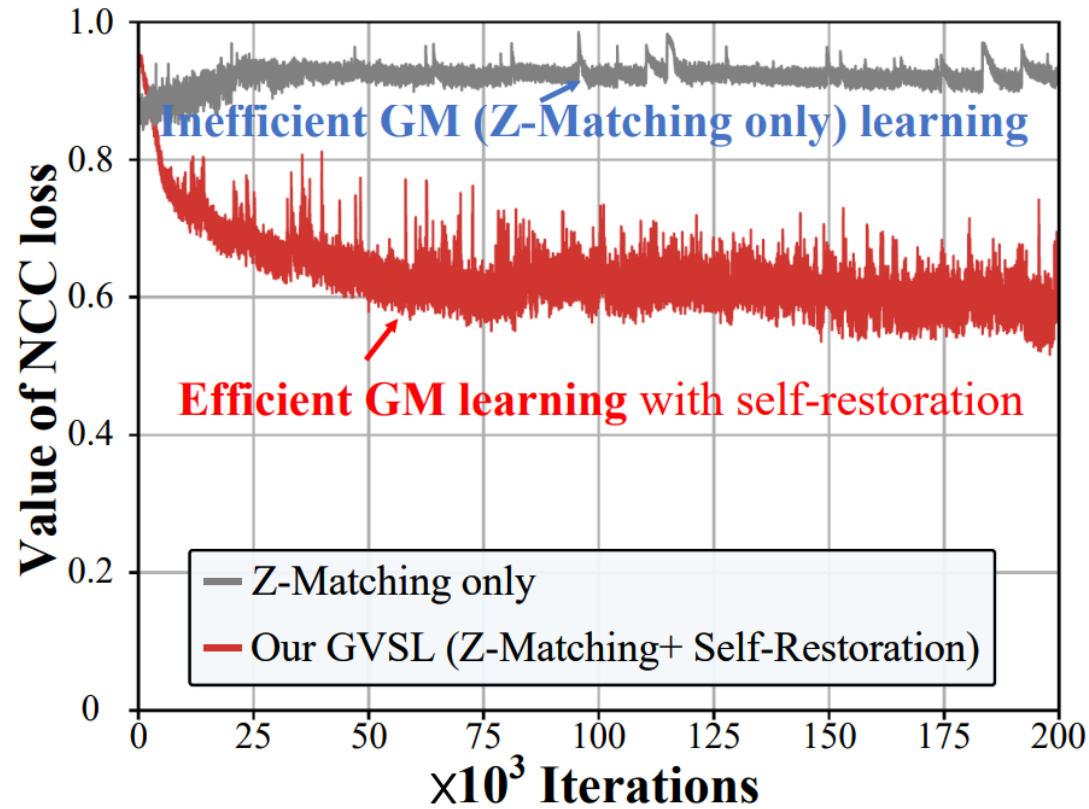 1.0
Inefficient GM (Z-Matching only) learning
0.8
0.6
Efficient GM learning with self-restoration
0.4
0.2
0
Value of NCC loss
Z-Matching only
Our GVSL (Z-Matching+ Self-Restoration)
0 25 50 75 100 125 150 175 200
×10³ Iterations